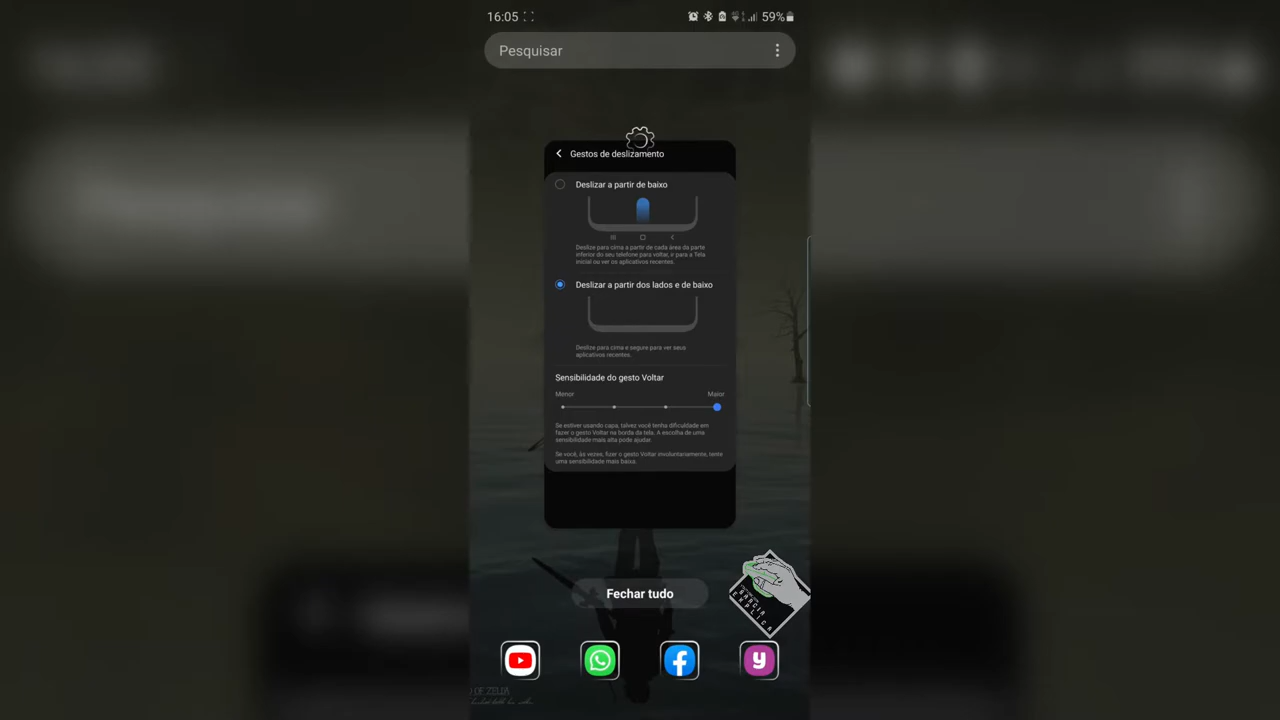 16:05
59%
Pesquisar
Gestos de deslizamento
Deslizar a partir de baixo
Deslize para cima a partir de cada área da parte
inferior do seu telefone para voltar, ir para a Tela
inicial ou ver os aplicativos recentes.
Deslizar a partir dos lados e de baixo
Deslize para cima e segure para ver seus
aplicativos recentes.
Sensibilidade do gesto Voltar
Menor Maior
Se estiver usando capa, talvez você tenha dificuldade em
fazer o gesto Voltar na borda da tela. A escolha de uma
sensibilidade mais alta pode ajudar.
Se você, às vezes, fizer o gesto Voltar involuntariamente, tente
uma sensibilidade mais baixa.
Fechar tudo
GARCIA
EXPLICA
y
DE ZELDA